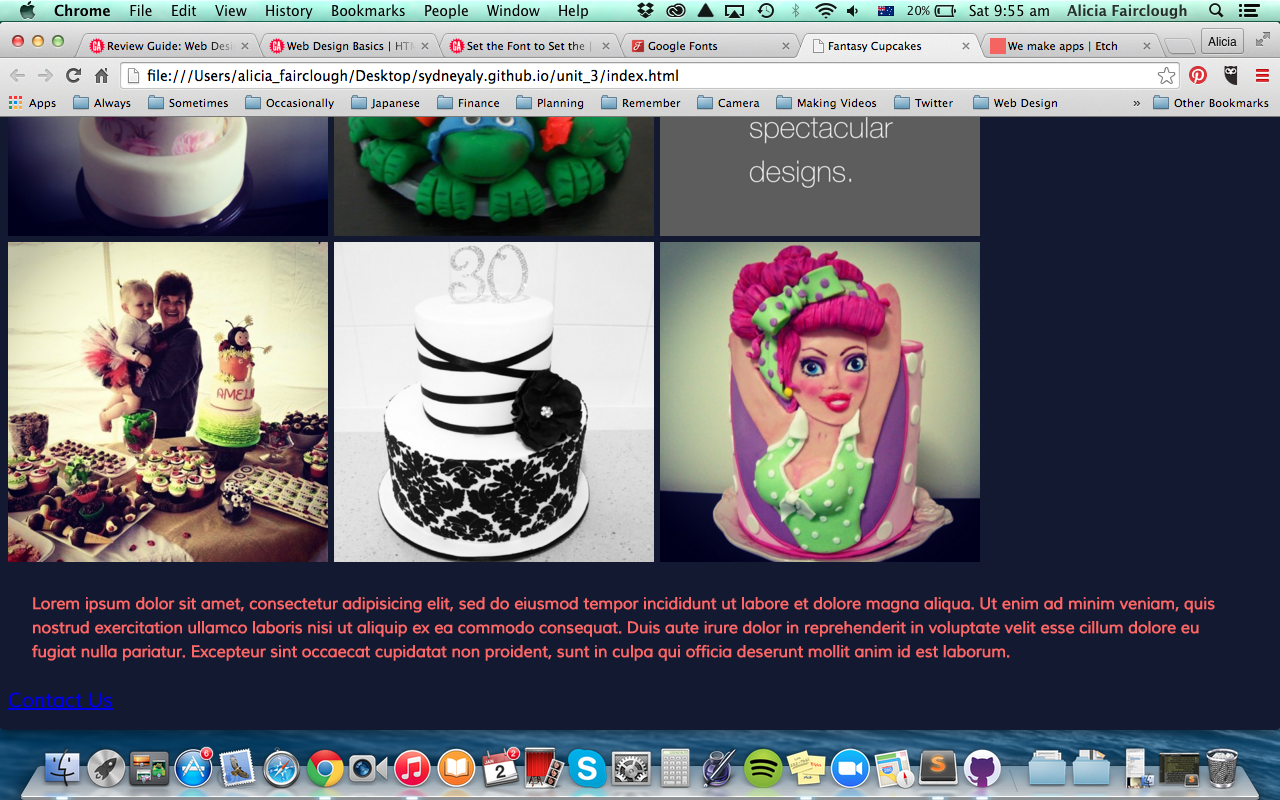 Chrome File Edit View History Bookmarks People Window Help 20% Sat 9:55 am Alicia Fairclough
GA Review Guide: Web Des GA Web Design Basics | HTM GA Set the Font to Set the Google Fonts Fantasy Cupcakes We make apps | Etch Alicia
file:///Users/alicia_fairclough/Desktop/sydneyaly.github.io/unit_3/index.html
Apps Always Sometimes Occasionally Japanese Finance Planning Remember Camera Making Videos Twitter Web Design » Other Bookmarks
spectacular
designs.
30
AMELI
Lorem ipsum dolor sit amet, consectetur adipisicing elit, sed do eiusmod tempor incididunt ut labore et dolore magna aliqua. Ut enim ad minim veniam, quis
nostrud exercitation ullamco laboris nisi ut aliquip ex ea commodo consequat. Duis aute irure dolor in reprehenderit in voluptate velit esse cillum dolore eu
fugiat nulla pariatur. Excepteur sint occaecat cupidatat non proident, sunt in culpa qui officia deserunt mollit anim id est laborum.
Contact Us
6
2
2
S
S